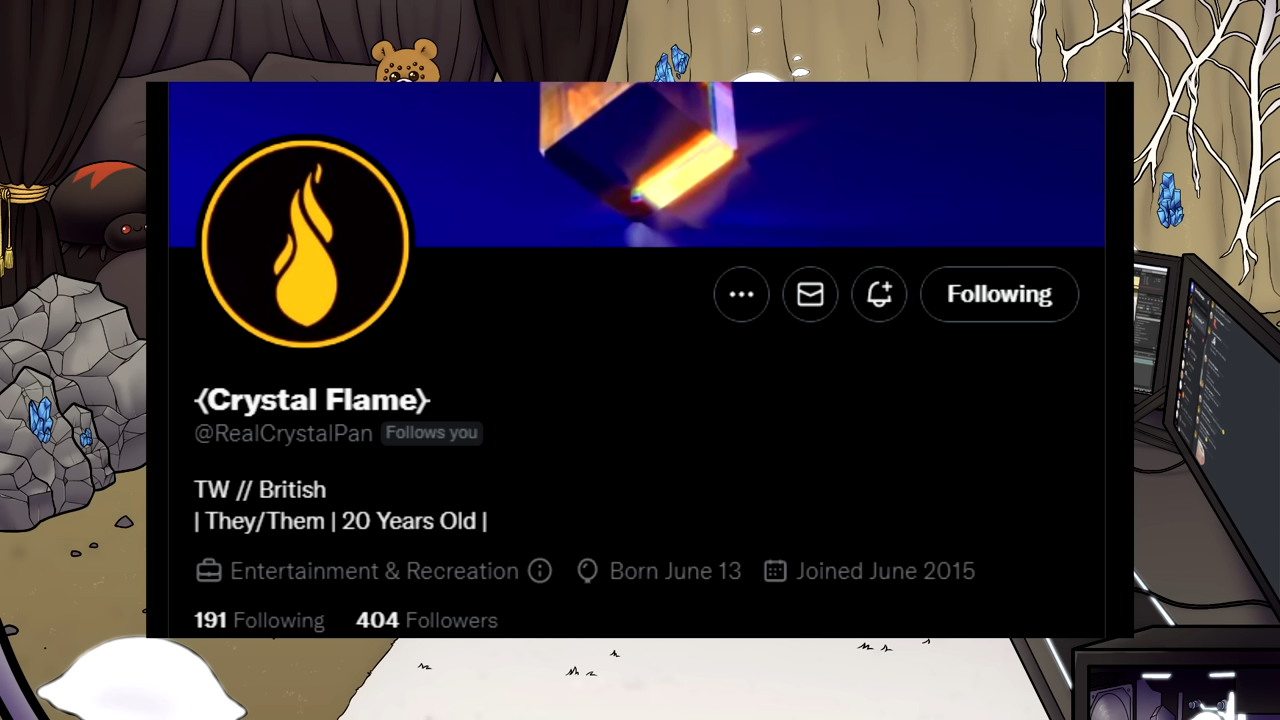 Following
{Crystal Flame}
@RealCrystalPan Follows you
TW // British
| They/Them | 20 Years Old |
Entertainment & Recreation Born June 13 Joined June 2015
191 Following 404 Followers